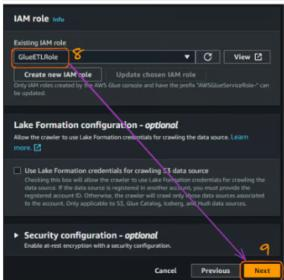 IAM role Info
Existing IAM role
GlueETLRole
8
View
Create new IAM role
Update chosen IAM role
Only IAM roles created by the AWS Glue console and have the prefix "AWSGlueServiceRole-" can
be updated.
Lake Formation configuration - optional
Allow the crawler to use Lake Formation credentials for crawling the data source. Learn
more.
Use Lake Formation credentials for crawling S3 data source
Checking this box will allow the crawler to use Lake Formation credentials for crawling the
data source. If the data source is registered in another account, you must provide the
registered account ID. Otherwise, the crawler will crawl only those data sources associated
to the account. Only applicable to S3, Glue Catalog, Iceberg, and Hudi data sources.
Security configuration - optional
Enable at-rest encryption with a security configuration.
9
Cancel
Previous
Next